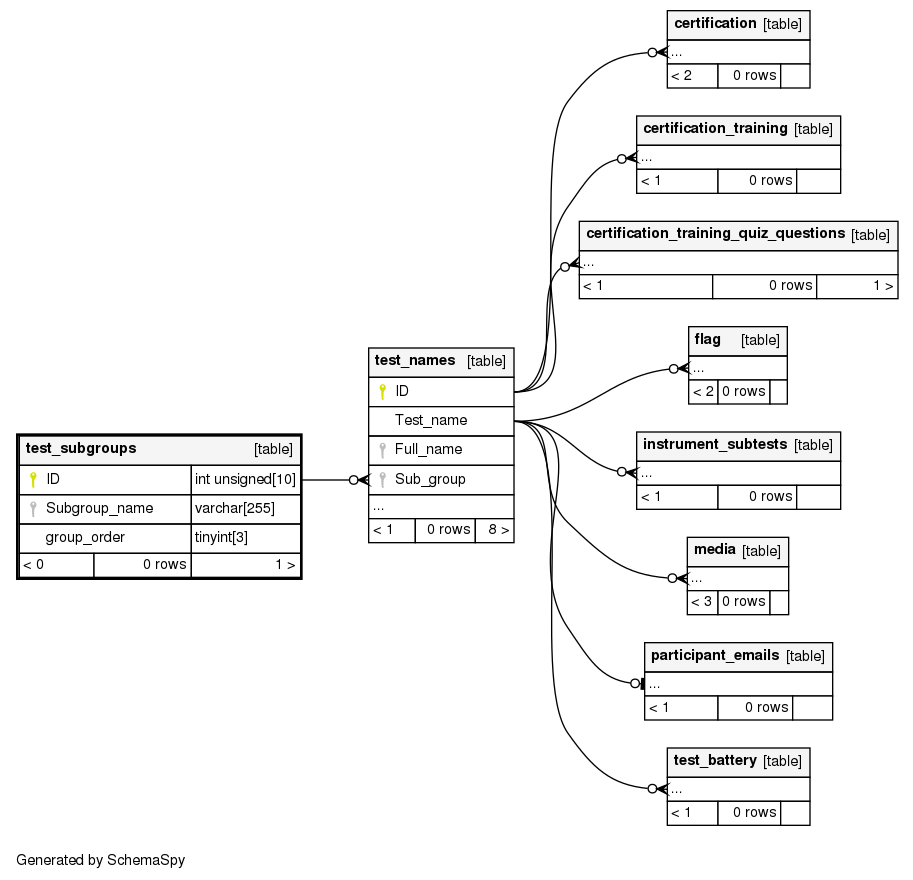 certification [table]
...
< 2 0 rows
certification_training [table]
...
< 1 0 rows
certification_training_quiz_questions [table]
...
< 1 0 rows 1 >
flag [table]
...
< 2 0 rows
test_names [table]
ID
Test_name
Full_name
Sub_group
...
< 1 0 rows 8 >
test_subgroups [table]
ID int unsigned[10]
Subgroup_name varchar[255]
group_order tinyint[3]
< 0 0 rows 1 >
instrument_subtests [table]
...
< 1 0 rows
media [table]
...
< 3 0 rows
participant_emails [table]
...
< 1 0 rows
test_battery [table]
...
< 1 0 rows
Generated by SchemaSpy